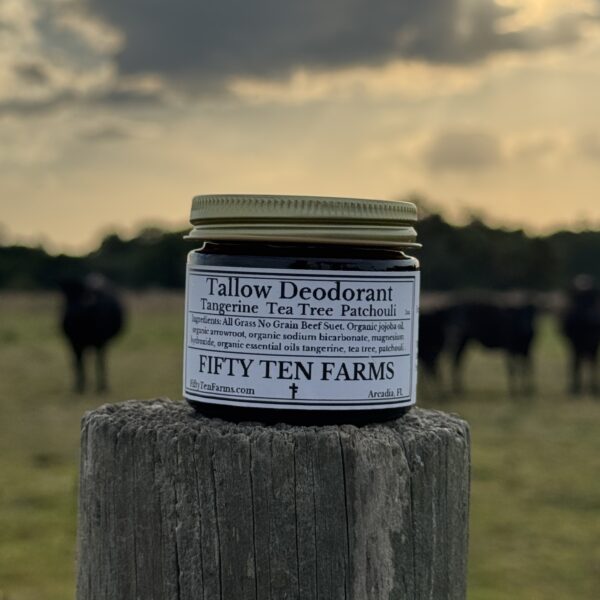 Tallow Deodorant
Tangerine Tea Tree Patchouli
Ingredients: All Grass No Grain Beef Suet. Organic jojoba oil,
organic arrowroot, organic sodium bicarbonate, magnesium
hydroxide, organic essential oils tangerine, tea tree, patchouli.
FIFTY TEN FARMS
FiftyTenFarms.com
Arcadia, FL